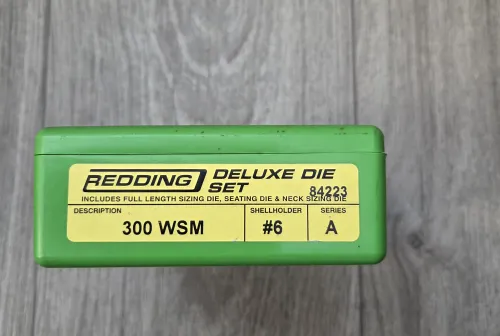 REDDING DELUXE DIE
SET
84223
INCLUDES FULL LENGTH SIZING DIE, SEATING DIE & NECK SIZING DIE
DESCRIPTION SHELLHOLDER SERIES
300 WSM #6 A